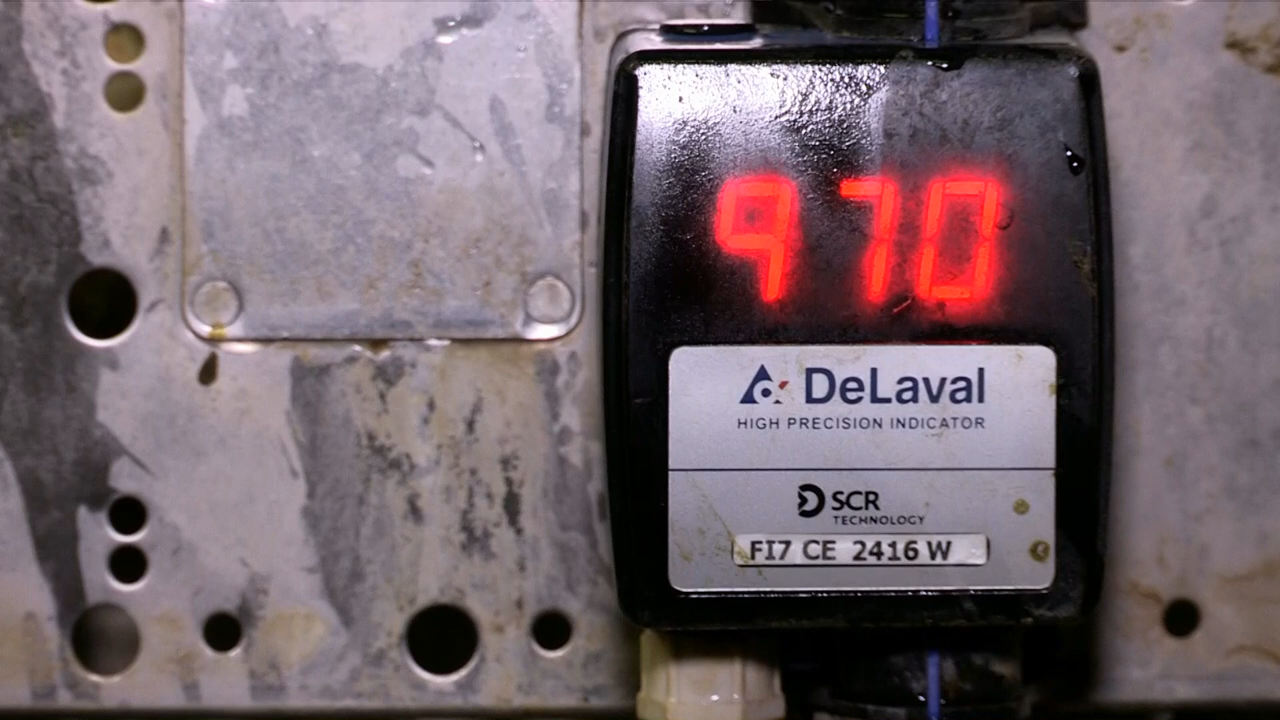 970
DeLaval
HIGH PRECISION INDICATOR
SCR
TECHNOLOGY
FI7 CE 2416 W